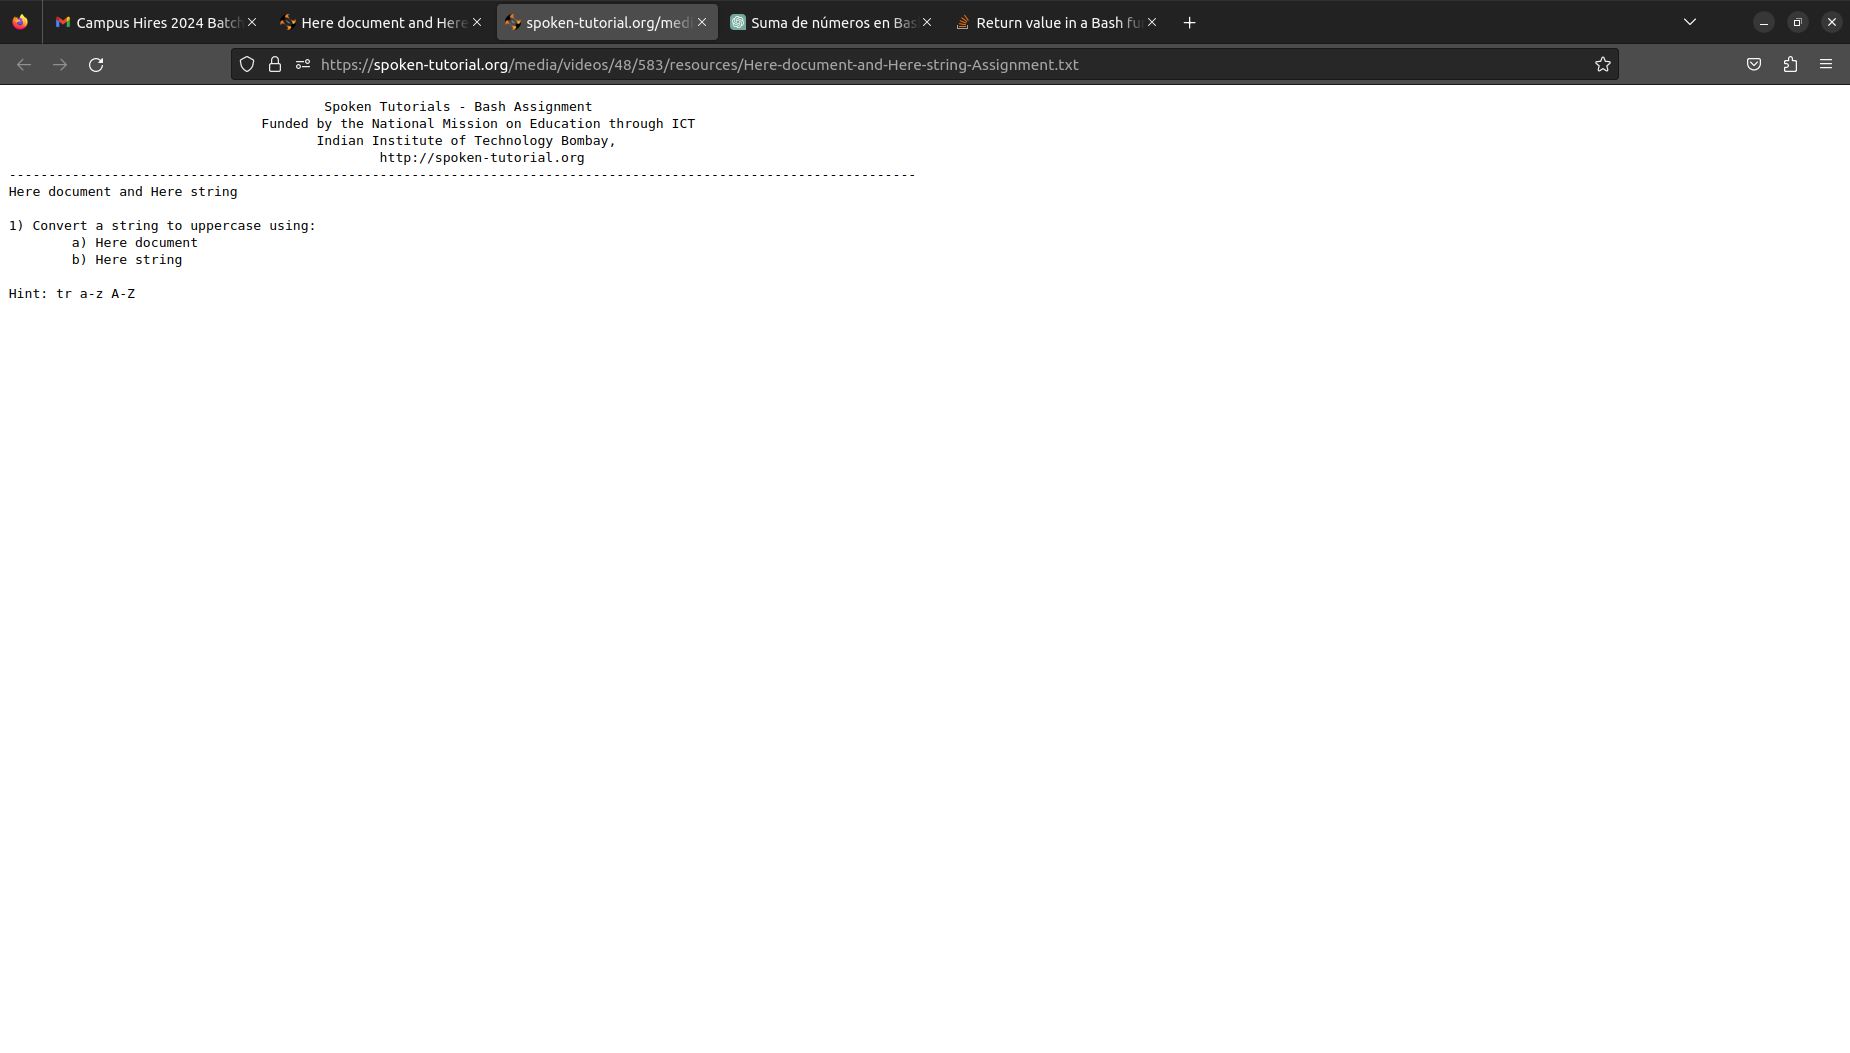 Campus Hires 2024 Batch
Here document and Here
spoken-tutorial.org/medi
Suma de números en Bas
Return value in a Bash fu
https://spoken-tutorial.org/media/videos/48/583/resources/Here-document-and-Here-string-Assignment.txt
Spoken Tutorials - Bash Assignment
Funded by the National Mission on Education through ICT
Indian Institute of Technology Bombay,
http://spoken-tutorial.org
-------------------------------------------------------------------------------------------------------------------
Here document and Here string
1) Convert a string to uppercase using:
a) Here document
b) Here string
Hint: tr a-z A-Z